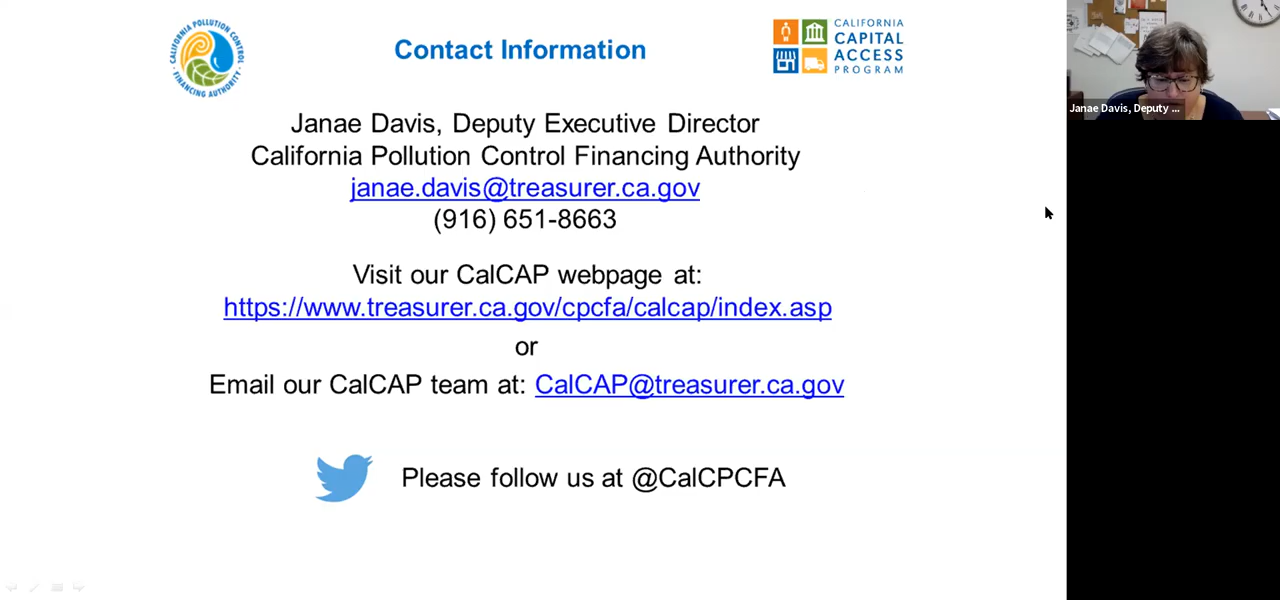 CALIFORNIA POLLUTION CONTROL
FINANCING AUTHORITY
Contact Information
CALIFORNIA
CAPITAL
ACCESS
PROGRAM
Janae Davis, Deputy ...
Janae Davis, Deputy Executive Director
California Pollution Control Financing Authority
janae.davis@treasurer.ca.gov
(916) 651-8663
Visit our CalCAP webpage at:
https://www.treasurer.ca.gov/cpcfa/calcap/index.asp
or
Email our CalCAP team at: CalCAP@treasurer.ca.gov
Please follow us at @CalCPCFA